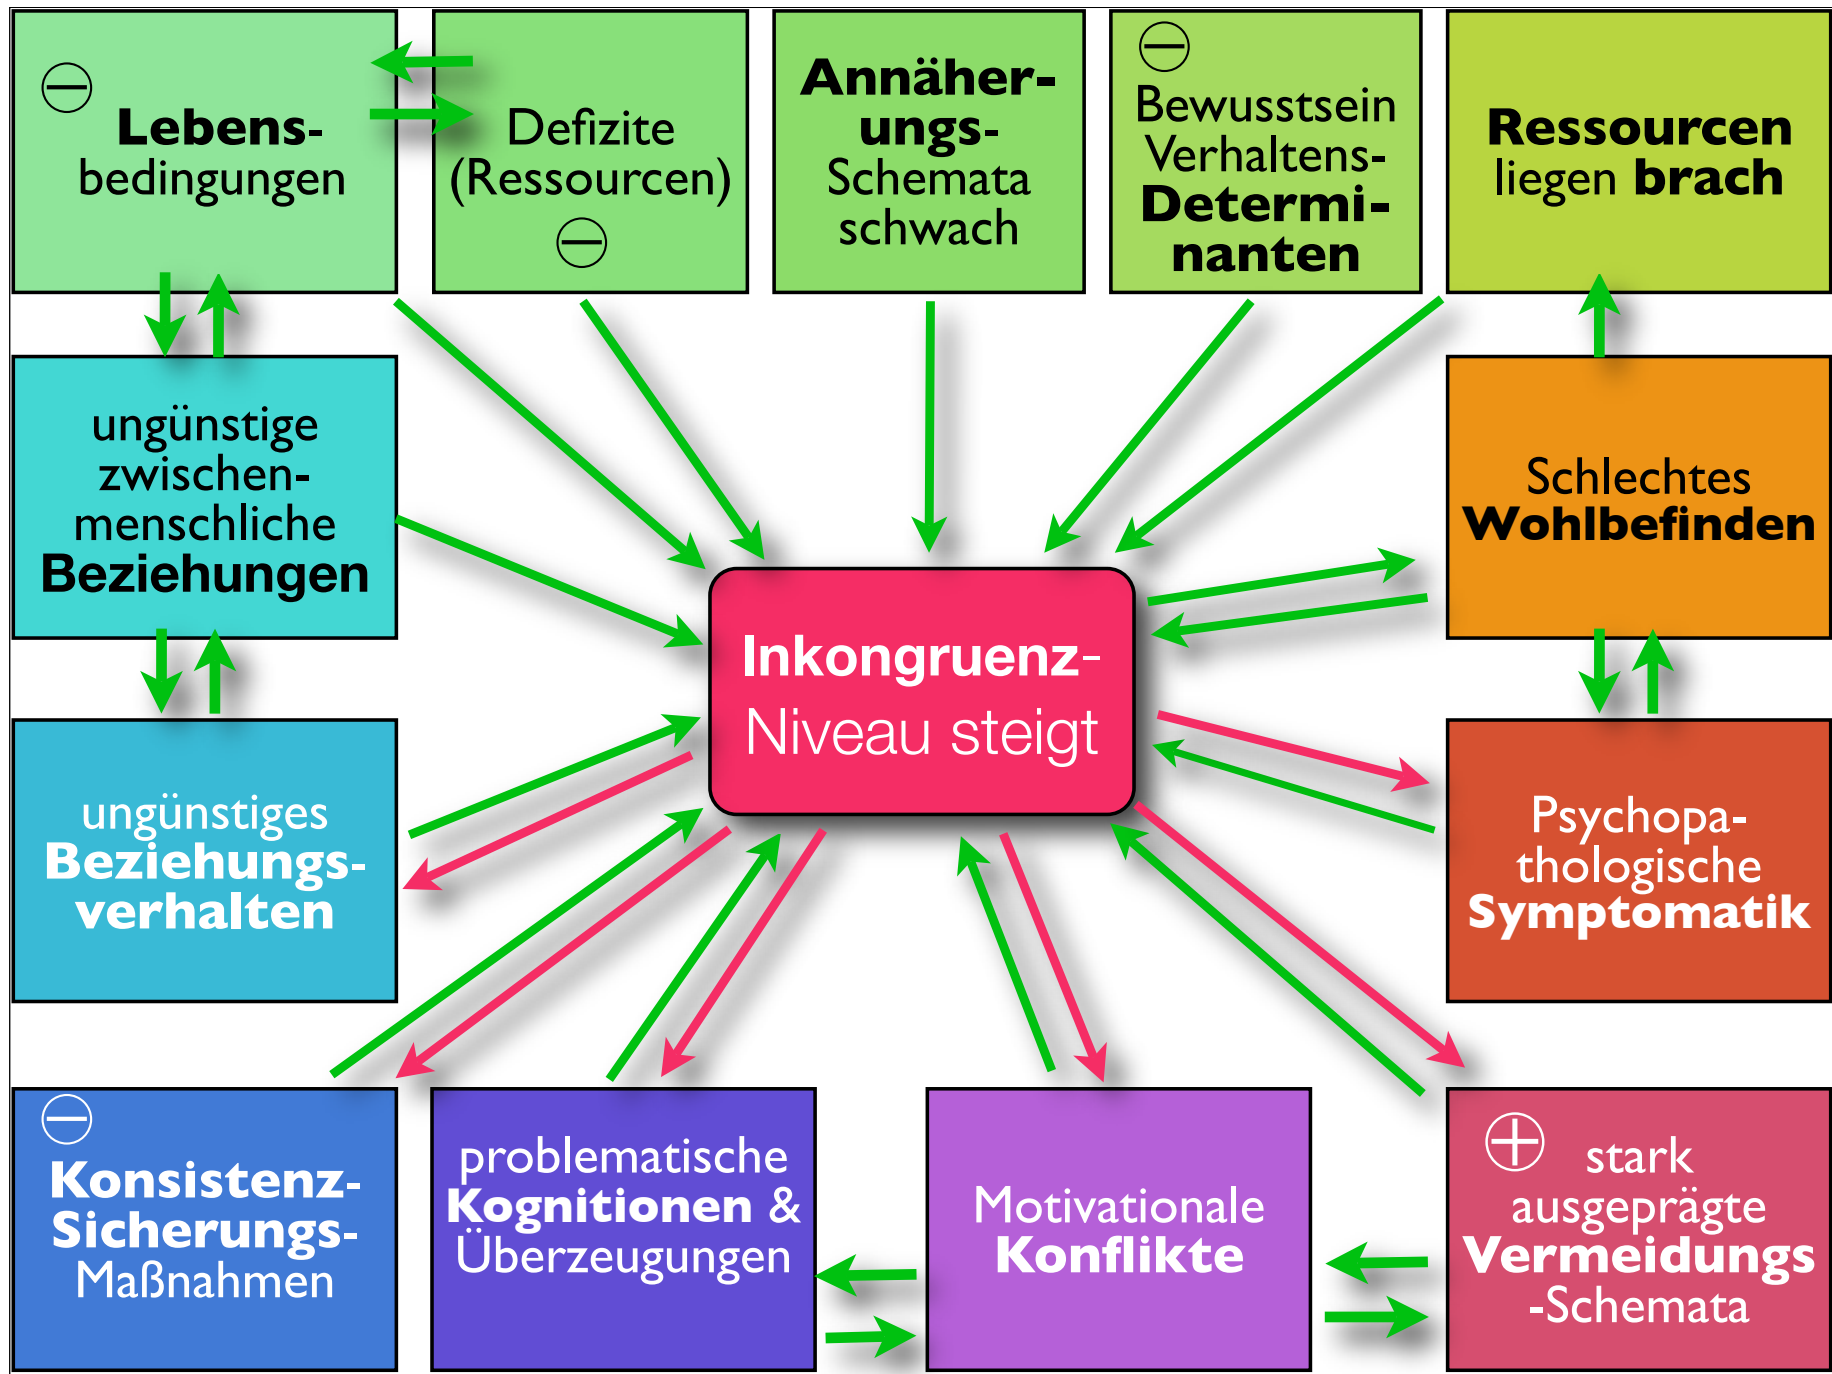 Lebens-
bedingungen
Defizite
(Ressourcen)
Annäher-
ungs-
Schemata
schwach
Bewusstsein
Verhaltens-
Determi-
nanten
Ressourcen
liegen brach
ungünstige
zwischen-
menschliche
Beziehungen
Schlechtes
Wohlbefinden
Inkongruenz-
Niveau steigt
ungünstiges
Beziehungs-
verhalten
Psychopa-
thologische
Symptomatik
Konsistenz-
Sicherungs-
Maßnahmen
problematische
Kognitionen &
Überzeugungen
Motivationale
Konflikte
stark
ausgeprägte
Vermeidungs
-Schemata